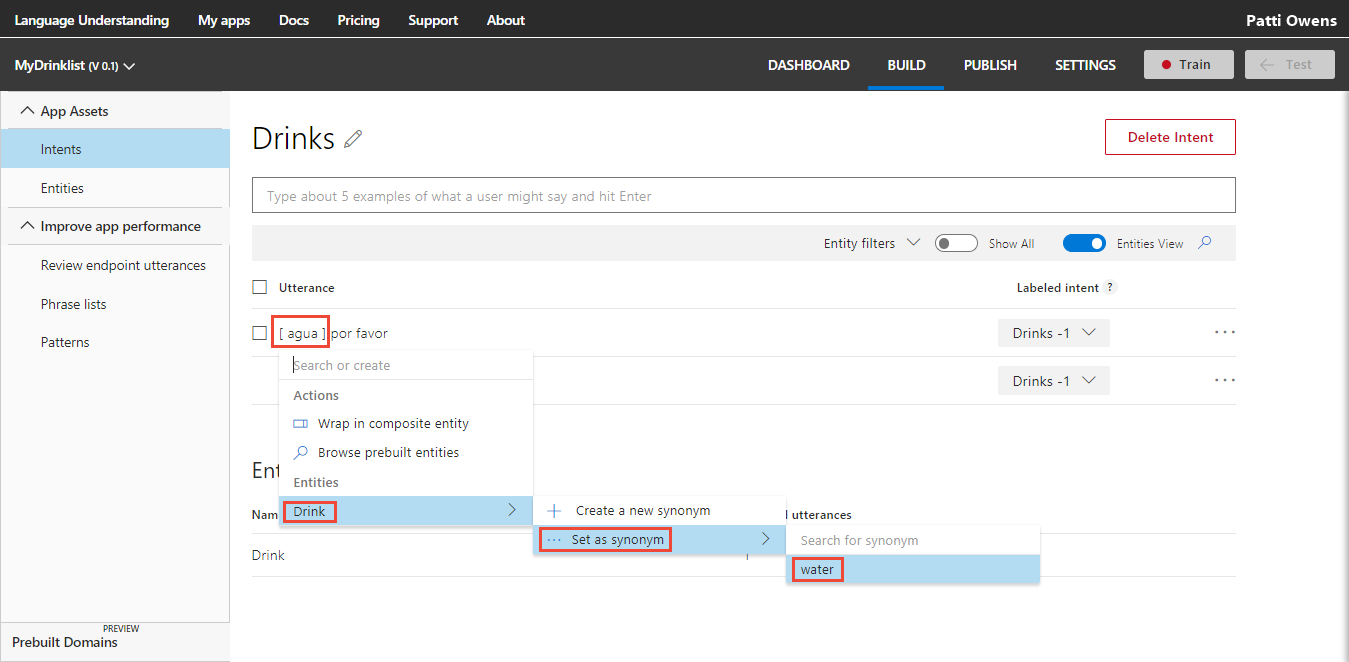 Language Understanding My apps Docs Pricing Support About Patti Owens
MyDrinklist (V 0.1) DASHBOARD BUILD PUBLISH SETTINGS Train Test
App Assets
Intents
Entities
Improve app performance
Review endpoint utterances
Phrase lists
Patterns
PREVIEW
Prebuilt Domains
Drinks Delete Intent
Type about 5 examples of what a user might say and hit Enter
Entity filters Show All Entities View
Utterance Labeled intent ?
[ agua ] por favor Drinks -1 ...
Drinks -1 ...
Search or create
Actions
Wrap in composite entity
Browse prebuilt entities
Entities
Drink
Create a new synonym
... Set as synonym
Search for synonym
water
Ent
Nam utterances
Drink